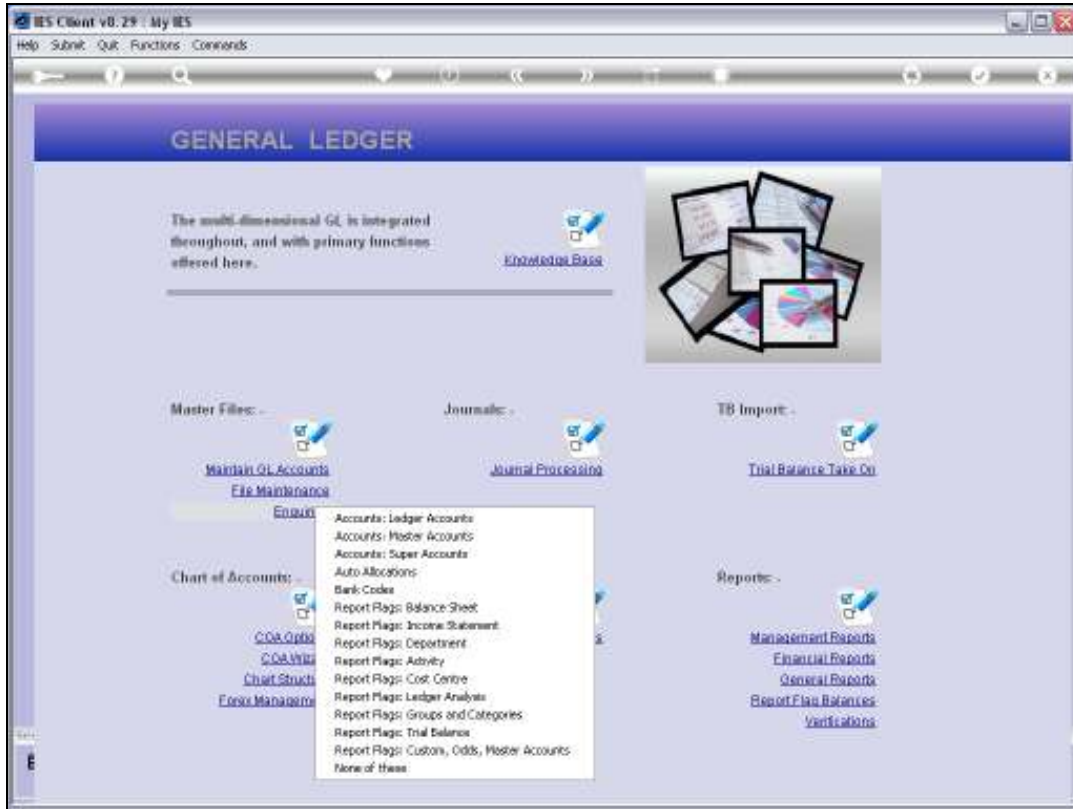 IES Client v8.29 : My IES
Help Submit Quit Functions Commands
GENERAL LEDGER
The multi-dimensional GL is integrated
throughout, and with primary functions
offered here.
Knowledge Base
Master Files: .
Journals: .
TB Import: .
Maintain GL Accounts
Journal Processing
Trial Balance Take On
File Maintenance
Accounts: Ledger Accounts
Accounts: Master Accounts
Accounts: Super Accounts
Auto Allocations
Bank Codes
Report Flags: Balance Sheet
Report Flags: Income Statement
Report Flags: Department
Report Flags: Activity
Report Flags: Cost Centre
Report Flags: Ledger Analysis
Report Flags: Groups and Categories
Report Flags: Trial Balance
Report Flags: Custom, Odds, Master Accounts
None of these
Chart of Accounts: .
Reports: .
COA
COA
Chart
Forex
Management Reports
Financial Reports
General Reports
Report Flag Balances
Verifications